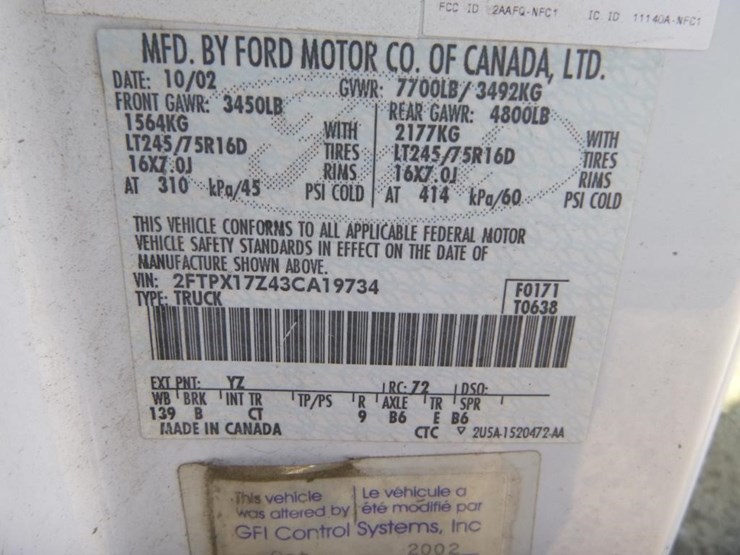 FCC ID 2AAFQ-NFC1 IC ID 11140A-NFC1
MFD. BY FORD MOTOR CO. OF CANADA, LTD.
DATE: 10/02 GVWR: 7700LB/ 3492KG
FRONT GAWR: 3450LB REAR GAWR: 4800LB
1564KG WITH 2177KG WITH
LT245/75R16D TIRES LT245/75R16D TIRES
16X7.0J RIMS 16X7.0J RIMS
AT 310 kPa/45 PSI COLD AT 414 kPa/60 PSI COLD
THIS VEHICLE CONFORMS TO ALL APPLICABLE FEDERAL MOTOR
VEHICLE SAFETY STANDARDS IN EFFECT ON THE DATE OF
MANUFACTURE SHOWN ABOVE.
VIN: 2FTPX17Z43CA19734 F0171
TYPE: TRUCK T0638
EXT PNT: YZ RC: 72 DSO:
WB BRK INT TR TP/PS R AXLE TR SPR
139 B CT 9 B6 E B6
MADE IN CANADA CTC ▽ 2U5A-1520472-AA
This vehicle Le véhicule a
was altered by été modifié par
GFI Control Systems, Inc
2002